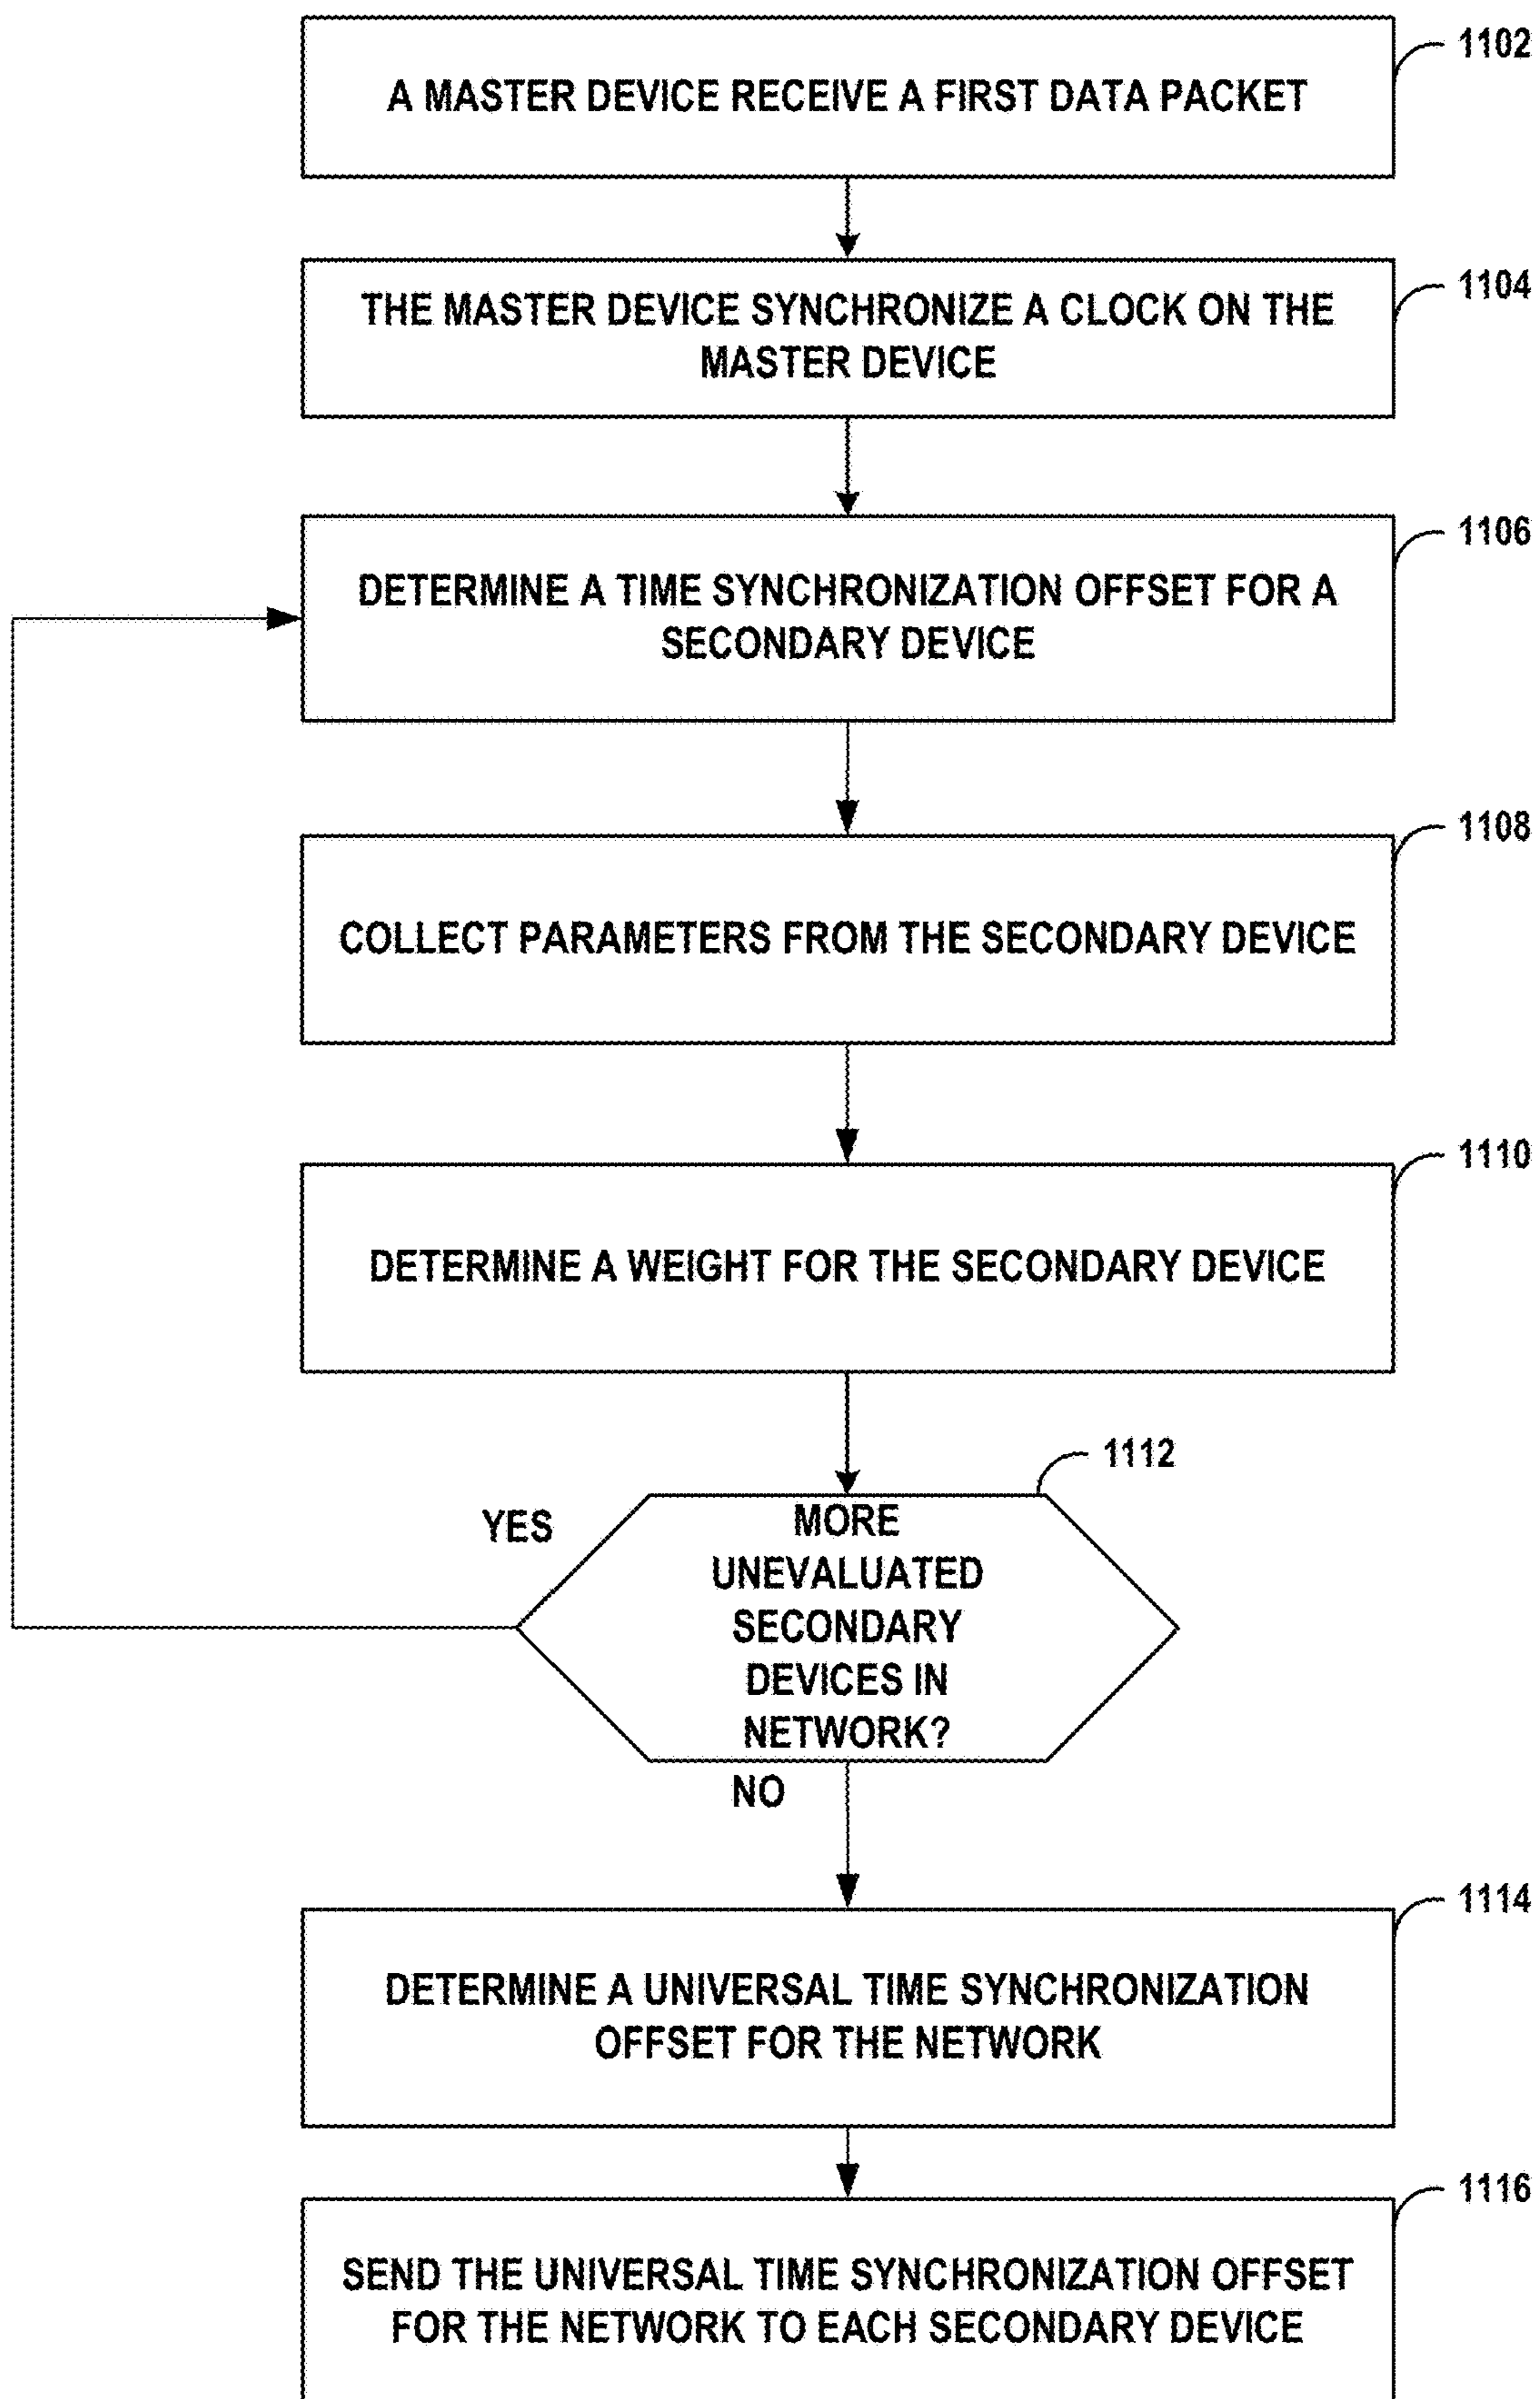 1102
A MASTER DEVICE RECEIVE A FIRST DATA PACKET
1104
THE MASTER DEVICE SYNCHRONIZE A CLOCK ON THE
MASTER DEVICE
1106
DETERMINE A TIME SYNCHRONIZATION OFFSET FOR A
SECONDARY DEVICE
1108
COLLECT PARAMETERS FROM THE SECONDARY DEVICE
1110
DETERMINE A WEIGHT FOR THE SECONDARY DEVICE
1112
YES
MORE
UNEVALUATED
SECONDARY
DEVICES IN
NETWORK?
NO
1114
DETERMINE A UNIVERSAL TIME SYNCHRONIZATION
OFFSET FOR THE NETWORK
1116
SEND THE UNIVERSAL TIME SYNCHRONIZATION OFFSET
FOR THE NETWORK TO EACH SECONDARY DEVICE